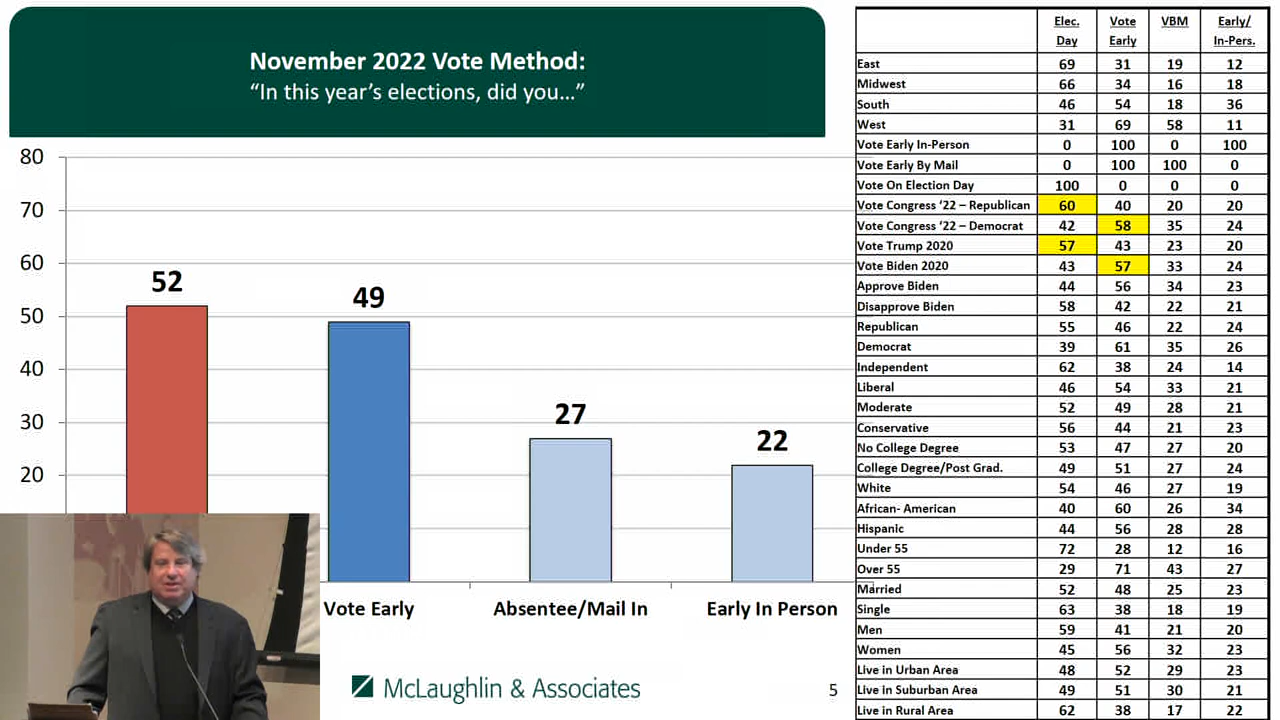 November 2022 Vote Method:
“In this year’s elections, did you…”
80
70
60
50
40
30
20
52
49
27
22
Vote Early
Absentee/Mail In
Early In Person
McLaughlin & Associates
5
Elec. Day Vote Early VBM Early/ In-Pers.
East 69 31 19 12
Midwest 66 34 16 18
South 46 54 18 36
West 31 69 58 11
Vote Early In-Person 0 100 0 100
Vote Early By Mail 0 100 100 0
Vote On Election Day 100 0 0 0
Vote Congress ‘22 – Republican 60 40 20 20
Vote Congress ‘22 – Democrat 42 58 35 24
Vote Trump 2020 57 43 23 20
Vote Biden 2020 43 57 33 24
Approve Biden 44 56 34 23
Disapprove Biden 58 42 22 21
Republican 55 46 22 24
Democrat 39 61 35 26
Independent 62 38 24 14
Liberal 46 54 33 21
Moderate 52 49 28 21
Conservative 56 44 21 23
No College Degree 53 47 27 20
College Degree/Post Grad. 49 51 27 24
White 54 46 27 19
African- American 40 60 26 34
Hispanic 44 56 28 28
Under 55 72 28 12 16
Over 55 29 71 43 27
Married 52 48 25 23
Single 63 38 18 19
Men 59 41 21 20
Women 45 56 32 23
Live in Urban Area 48 52 29 23
Live in Suburban Area 49 51 30 21
Live in Rural Area 62 38 17 22